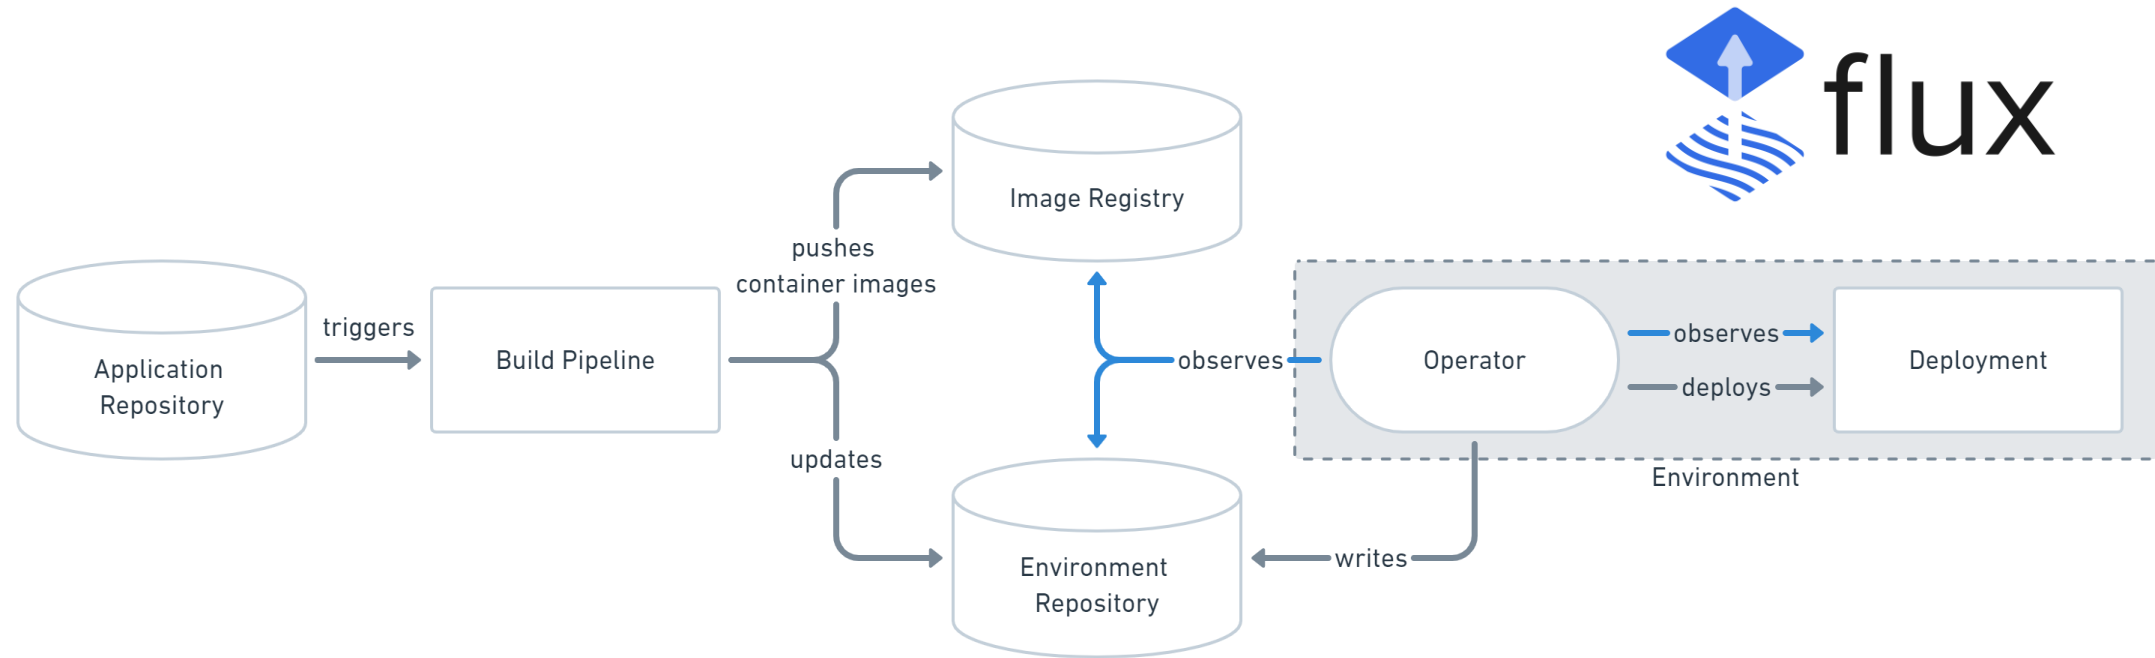 flux
Image Registry
pushes
container images
triggers
Application
Repository
Build Pipeline
observes
Operator
observes
deploys
Deployment
updates
Environment
writes
Environment
Repository